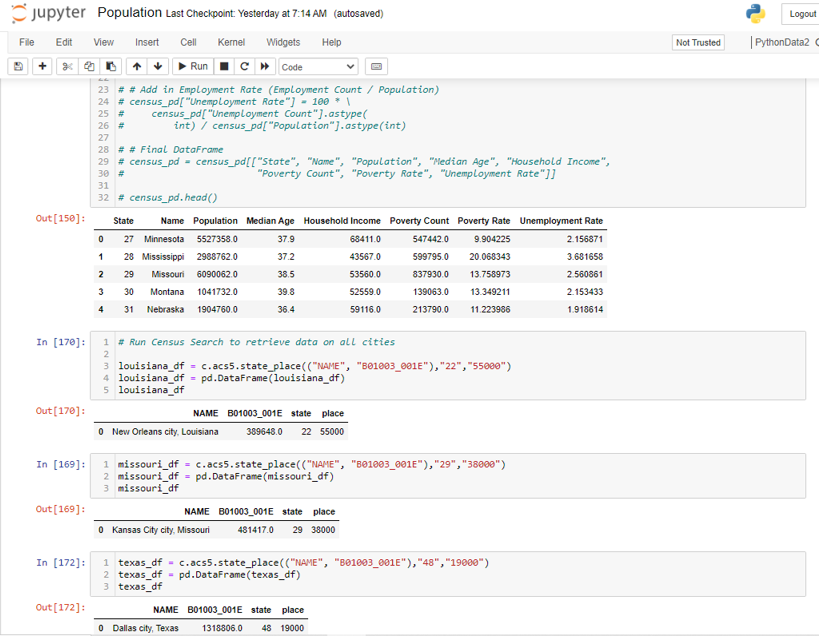 jupyter Population Last Checkpoint: Yesterday at 7:14 AM (autosaved)
Logout
File Edit View Insert Cell Kernel Widgets Help
Not Trusted
PythonData2
Run
Code
22
23 # # Add in Employment Rate (Employment Count / Population)
24 # census_pd["Unemployment Rate"] = 100 * \
25 #     census_pd["Unemployment Count"].astype(
26 #         int) / census_pd["Population"].astype(int)
27
28 # # Final DataFrame
29 # census_pd = census_pd[["State", "Name", "Population", "Median Age", "Household Income",
30 #                        "Poverty Count", "Poverty Rate", "Unemployment Rate"]]
31
32 # census_pd.head()
Out[150]:
State Name Population Median Age Household Income Poverty Count Poverty Rate Unemployment Rate
0 27 Minnesota 5527358.0 37.9 68411.0 547442.0 9.904225 2.156871
1 28 Mississippi 2988762.0 37.2 43567.0 599795.0 20.068343 3.681658
2 29 Missouri 6090062.0 38.5 53560.0 837930.0 13.758973 2.560861
3 30 Montana 1041732.0 39.8 52559.0 139063.0 13.349211 2.153433
4 31 Nebraska 1904760.0 36.4 59116.0 213790.0 11.223986 1.918614
In [170]:
1 # Run Census Search to retrieve data on all cities
2
3 louisiana_df = c.acs5.state_place(("NAME", "B01003_001E"),"22","55000")
4 louisiana_df = pd.DataFrame(louisiana_df)
5 louisiana_df
Out[170]:
NAME B01003_001E state place
0 New Orleans city, Louisiana 389648.0 22 55000
In [169]:
1 missouri_df = c.acs5.state_place(("NAME", "B01003_001E"),"29","38000")
2 missouri_df = pd.DataFrame(missouri_df)
3 missouri_df
Out[169]:
NAME B01003_001E state place
0 Kansas City city, Missouri 481417.0 29 38000
In [172]:
1 texas_df = c.acs5.state_place(("NAME", "B01003_001E"),"48","19000")
2 texas_df = pd.DataFrame(texas_df)
3 texas_df
Out[172]:
NAME B01003_001E state place
0 Dallas city, Texas 1318806.0 48 19000